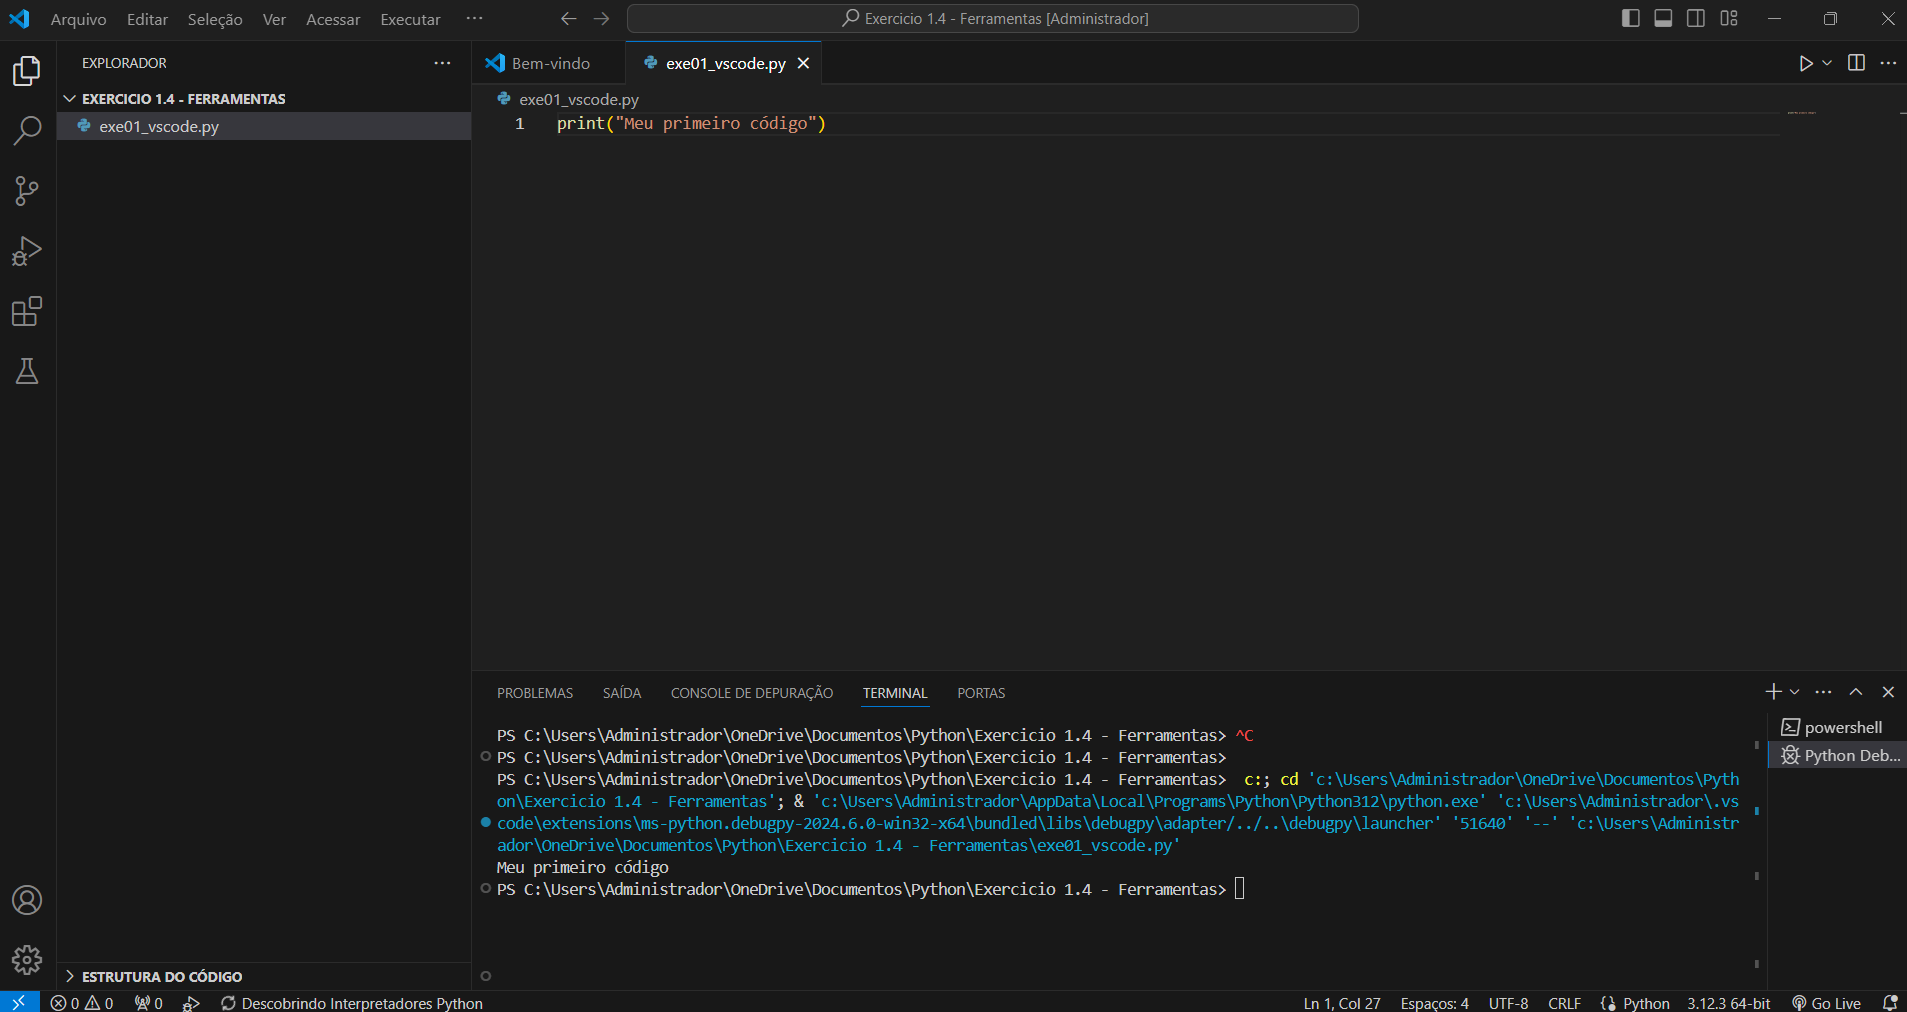 Arquivo Editar Seleção Ver Acessar Executar ··· Exercicio 1.4 - Ferramentas [Administrador]
EXPLORADOR
Bem-vindo
exe01_vscode.py
EXERCICIO 1.4 - FERRAMENTAS
exe01_vscode.py
exe01_vscode.py
1 print("Meu primeiro código")
PROBLEMAS SAÍDA CONSOLE DE DEPURAÇÃO TERMINAL PORTAS
PS C:\Users\Administrador\OneDrive\Documentos\Python\Exercicio 1.4 - Ferramentas> ^C
PS C:\Users\Administrador\OneDrive\Documentos\Python\Exercicio 1.4 - Ferramentas>
PS C:\Users\Administrador\OneDrive\Documentos\Python\Exercicio 1.4 - Ferramentas>  c:; cd 'c:\Users\Administrador\OneDrive\Documentos\Pyth
on\Exercicio 1.4 - Ferramentas'; & 'c:\Users\Administrador\AppData\Local\Programs\Python\Python312\python.exe' 'c:\Users\Administrador\.vs
code\extensions\ms-python.debugpy-2024.6.0-win32-x64\bundled\libs\debugpy\adapter/../..\debugpy\launcher' '51640' '--' 'c:\Users\Administr
ador\OneDrive\Documentos\Python\Exercicio 1.4 - Ferramentas\exe01_vscode.py'
Meu primeiro código
PS C:\Users\Administrador\OneDrive\Documentos\Python\Exercicio 1.4 - Ferramentas>
powershell
Python Deb...
ESTRUTURA DO CÓDIGO
0 0 0 Descobrindo Interpretadores Python Ln 1, Col 27 Espaços: 4 UTF-8 CRLF Python 3.12.3 64-bit Go Live